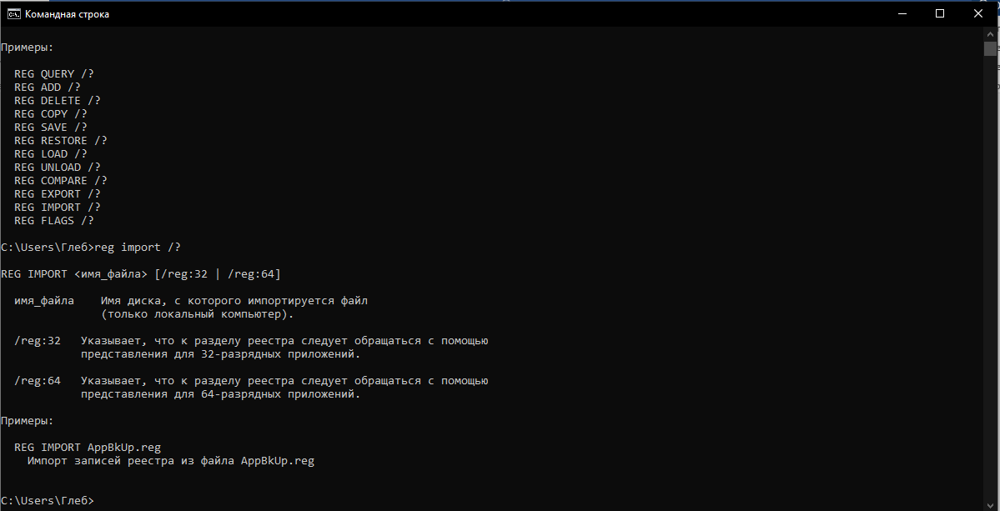 Командная строка
Примеры:
REG QUERY /?
REG ADD /?
REG DELETE /?
REG COPY /?
REG SAVE /?
REG RESTORE /?
REG LOAD /?
REG UNLOAD /?
REG COMPARE /?
REG EXPORT /?
REG IMPORT /?
REG FLAGS /?
C:\Users\Глеб>reg import /?
REG IMPORT <имя_файла> [/reg:32 | /reg:64]
имя_файла    Имя диска, с которого импортируется файл
(только локальный компьютер).
/reg:32   Указывает, что к разделу реестра следует обращаться с помощью
представления для 32-разрядных приложений.
/reg:64   Указывает, что к разделу реестра следует обращаться с помощью
представления для 64-разрядных приложений.
Примеры:
REG IMPORT AppBkUp.reg
Импорт записей реестра из файла AppBkUp.reg
C:\Users\Глеб>